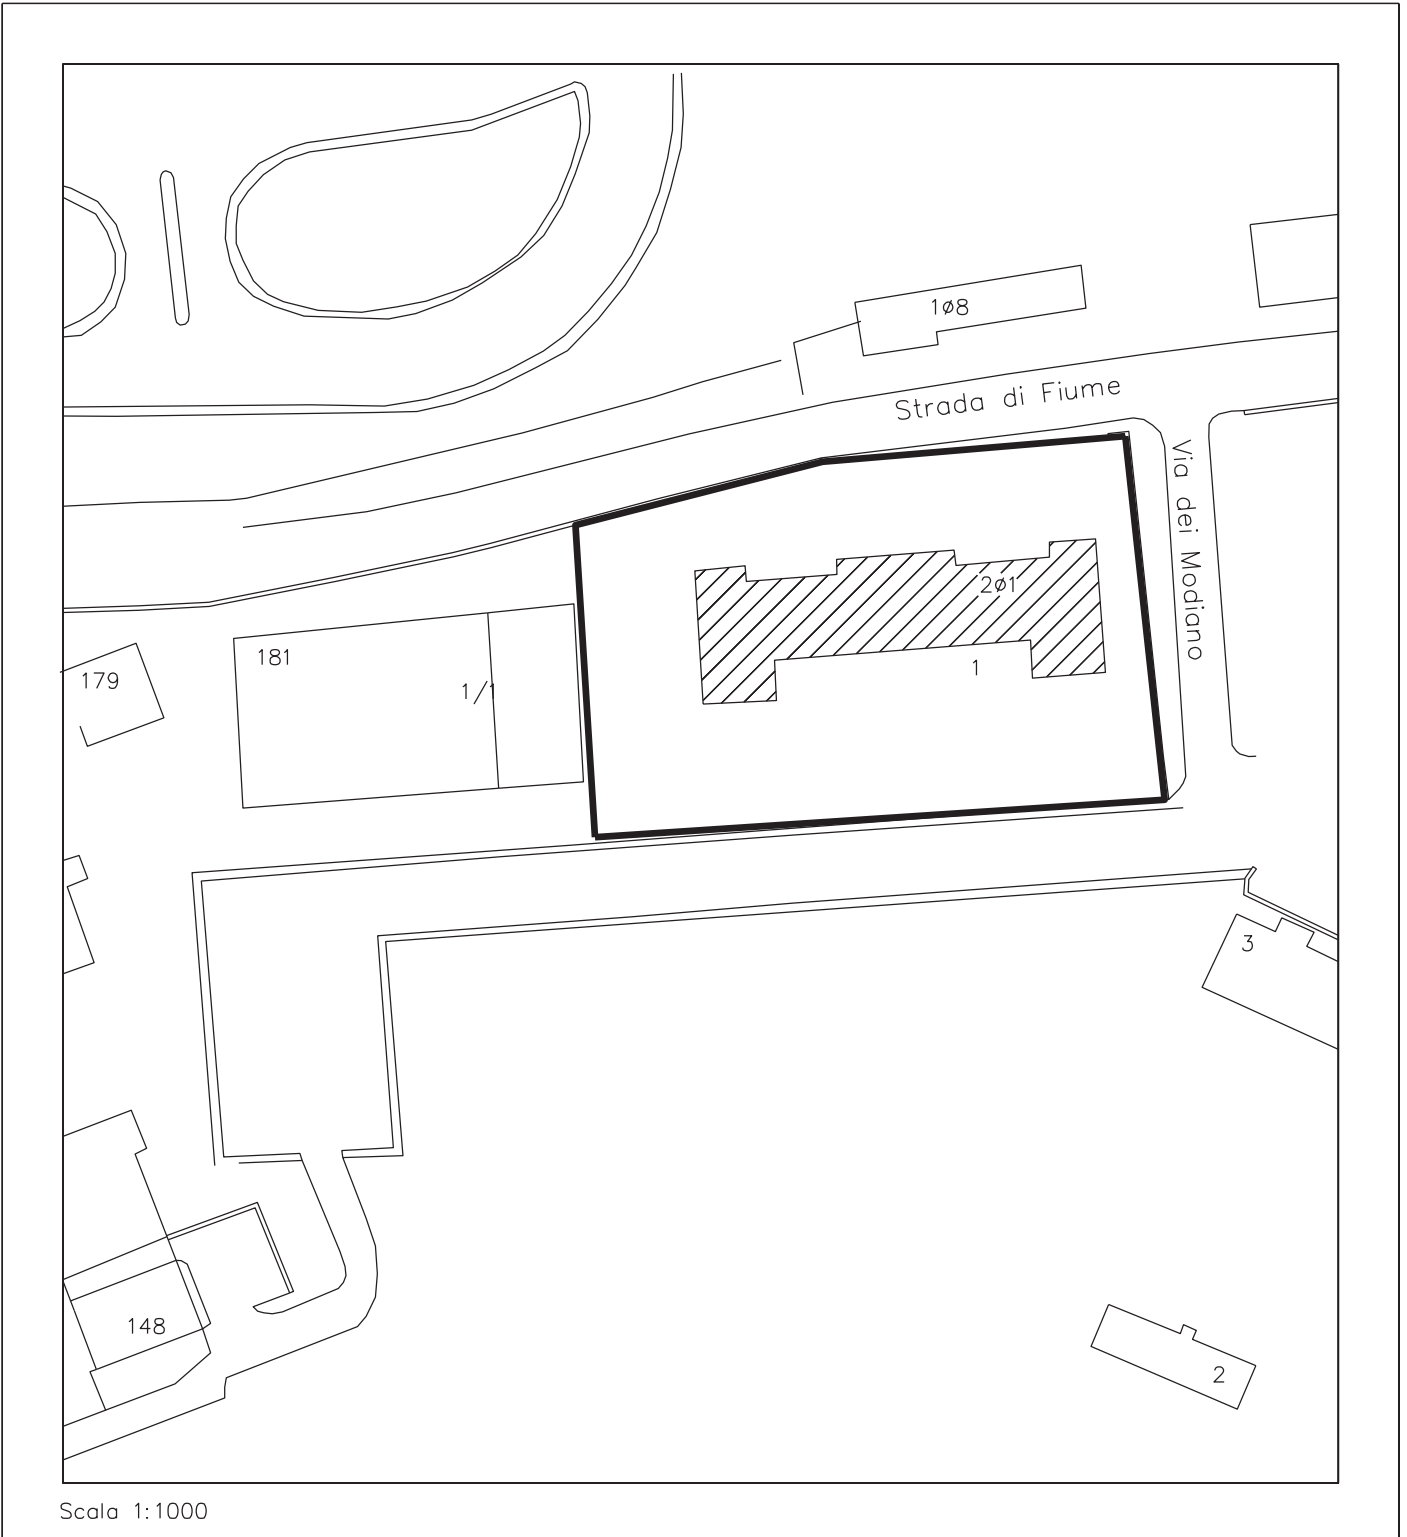 1ø8
Strada di Fiume
Via dei Modiano
2ø1
1
181
1/1
179
3
148
2
Scala 1:1000